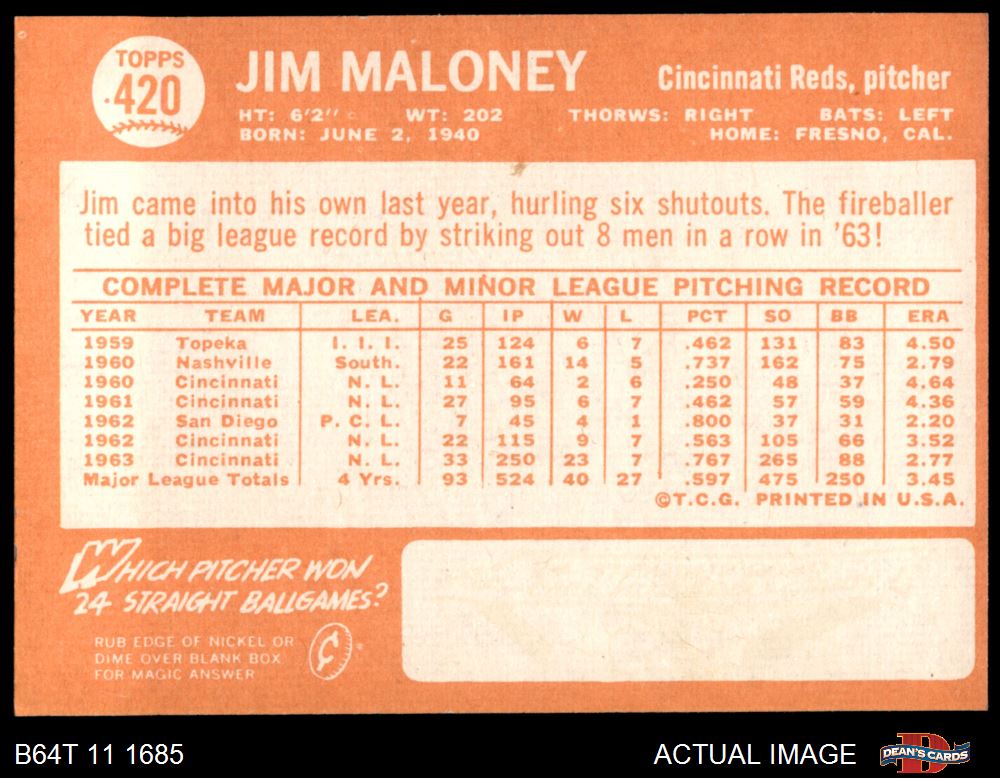 TOPPS
420
JIM MALONEY
Cincinnati Reds, pitcher
HT: 6'2" WT: 202 THORWS: RIGHT BATS: LEFT
BORN: JUNE 2, 1940 HOME: FRESNO, CAL.
Jim came into his own last year, hurling six shutouts. The fireballer
tied a big league record by striking out 8 men in a row in '63!
COMPLETE MAJOR AND MINOR LEAGUE PITCHING RECORD
YEAR TEAM LEA. G IP W L PCT SO BB ERA
1959 Topeka I. I. I. 25 124 6 7 .462 131 83 4.50
1960 Nashville South. 22 161 14 5 .737 162 75 2.79
1960 Cincinnati N. L. 11 64 2 6 .250 48 37 4.64
1961 Cincinnati N. L. 27 95 6 7 .462 57 59 4.36
1962 San Diego P. C. L. 7 45 4 1 .800 37 31 2.20
1962 Cincinnati N. L. 22 115 9 7 .563 105 66 3.52
1963 Cincinnati N. L. 33 250 23 7 .767 265 88 2.77
Major League Totals 4 Yrs. 93 524 40 27 .597 475 250 3.45
©T.C.G. PRINTED IN U.S.A.
WHICH PITCHER WON
24 STRAIGHT BALLGAMES?
RUB EDGE OF NICKEL OR
DIME OVER BLANK BOX
FOR MAGIC ANSWER
¢
B64T 11 1685
ACTUAL IMAGE
D
DEAN'S CARDS